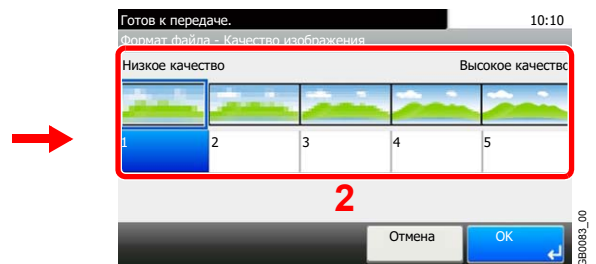 Готов к передаче. 10:10
Формат файла - Качество изображения
Низкое качество Высокое качество
1 2 3 4 5
2
Отмена OK
GB0083_00